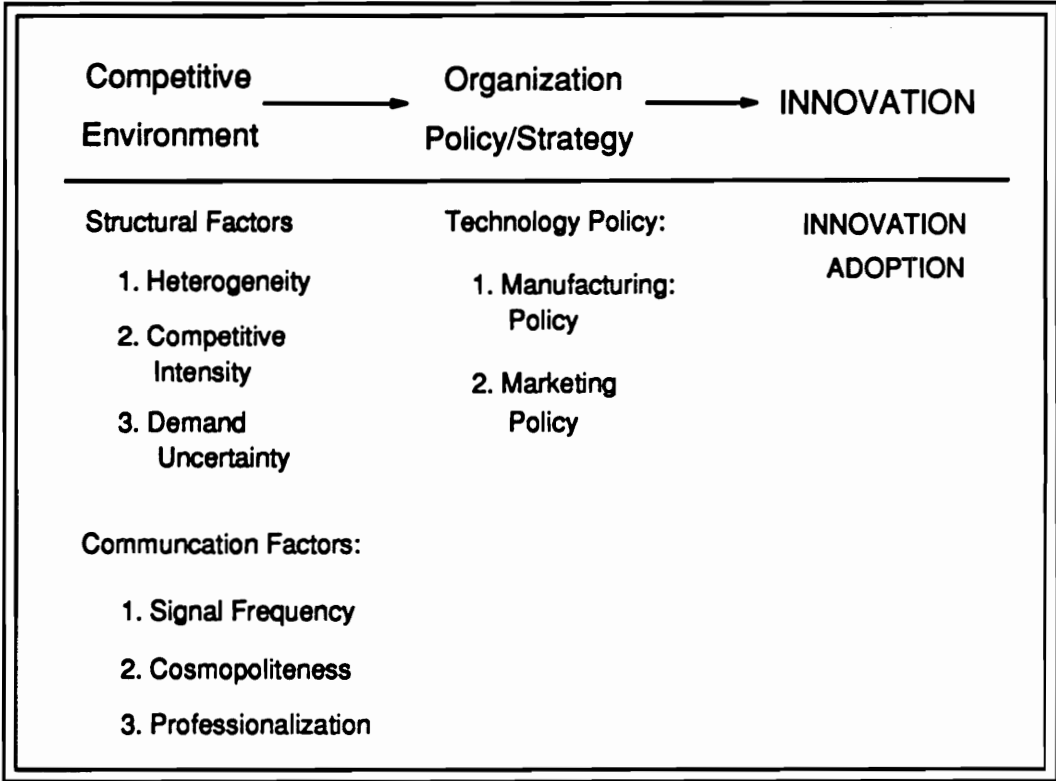 Competitive
Environment
Organization
Policy/Strategy
INNOVATION
Structural Factors
1. Heterogeneity
2. Competitive
Intensity
3. Demand
Uncertainty
Communcation Factors:
1. Signal Frequency
2. Cosmopoliteness
3. Professionalization
Technology Policy:
1. Manufacturing:
Policy
2. Marketing
Policy
INNOVATION
ADOPTION